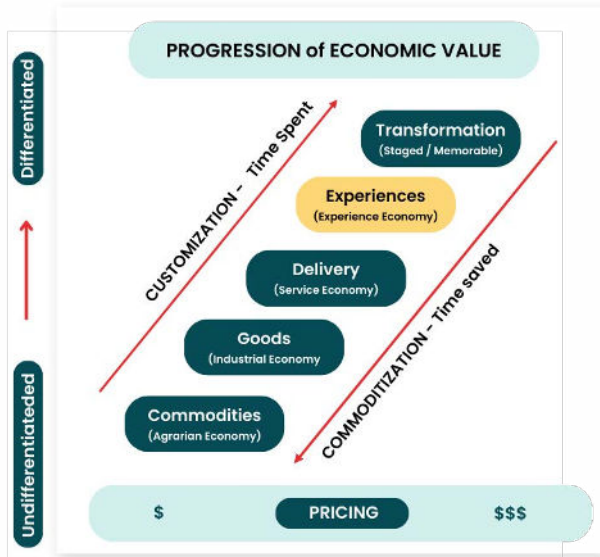 PROGRESSION of ECONOMIC VALUE
Differentiated
Undifferentiateded
CUSTOMIZATION - Time Spent
Transformation
(Staged / Memorable)
Experiences
(Experience Economy)
Delivery
(Service Economy)
Goods
(Industrial Economy
Commodities
(Agrarian Economy)
COMMODITIZATION - Time saved
$ PRICING $$$